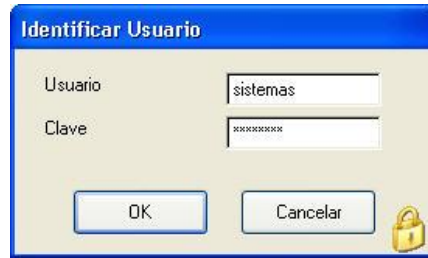 Identificar Usuario
Usuario sistemas
Clave ********
OK Cancelar